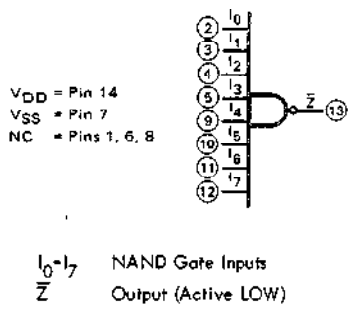 I0
2
I1
3
I2
4
VDD = Pin 14
I3
5
Z̅
13
VSS = Pin 7
I4
9
NC = Pins 1, 6, 8
I5
10
I6
11
I7
12
I0-I7 NAND Gate Inputs
Z̅ Output (Active LOW)